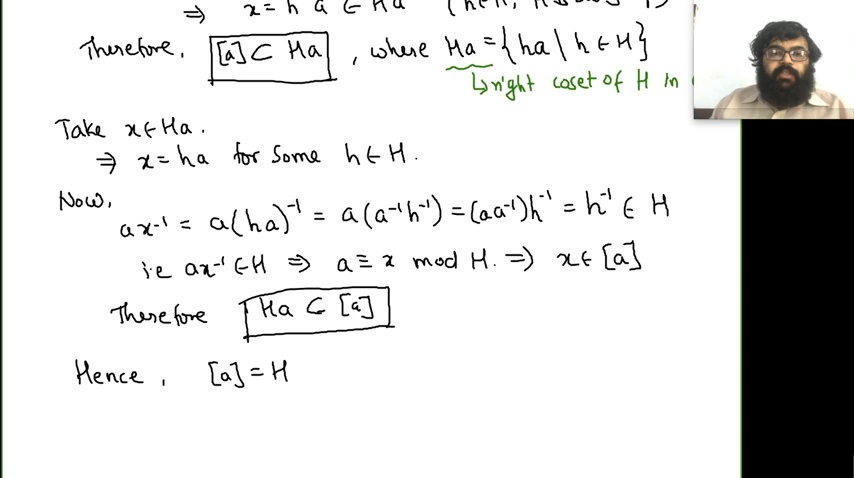 ⇒ x = h a ∈ Ha
Therefore, [a] ⊂ Ha , where Ha = {ha | h ∈ H}
↳ right coset of H in
Take x ∈ Ha.
⇒ x = ha for some h ∈ H.
Now,
ax⁻¹ = a(ha)⁻¹ = a(a⁻¹h⁻¹) = (aa⁻¹)h⁻¹ = h⁻¹ ∈ H
i.e ax⁻¹ ∈ H ⇒ a ≡ x mod H. ⇒ x ∈ [a]
Therefore Ha ⊂ [a]
Hence, [a] = H